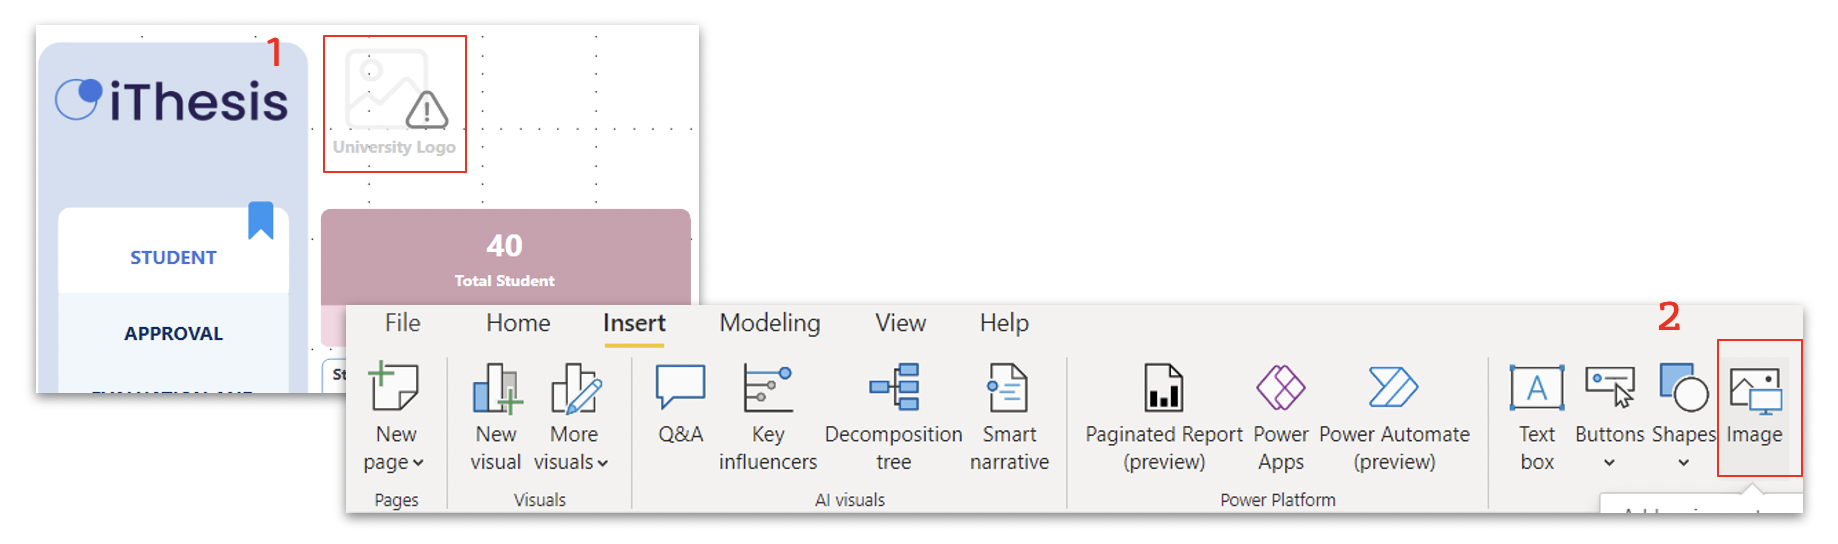 1
iThesis
University Logo
STUDENT
40
Total Student
APPROVAL
2
File Home Insert Modeling View Help
New page
New visual
More visuals
Q&A
Key influencers
Decomposition tree
Smart narrative
Paginated Report (preview)
Power Apps
Power Automate (preview)
Text box
Buttons
Shapes
Image
Pages
Visuals
AI visuals
Power Platform